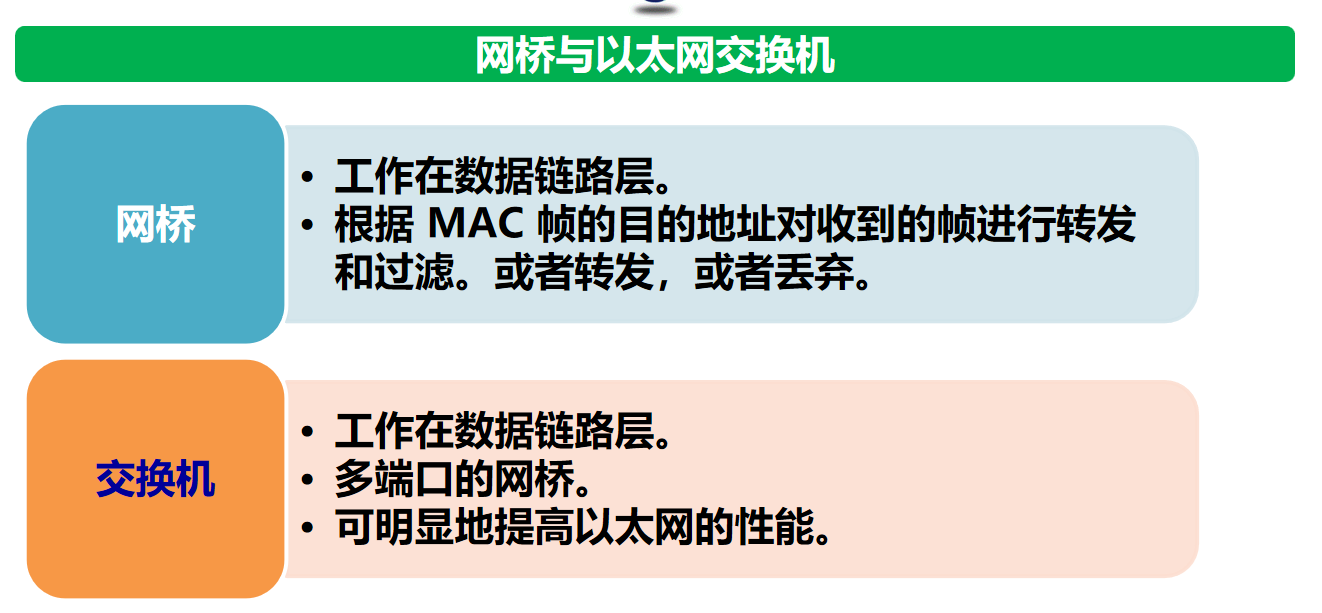 网桥与以太网交换机
网桥
• 工作在数据链路层。
• 根据 MAC 帧的目的地址对收到的帧进行转发
和过滤。或者转发，或者丢弃。
交换机
• 工作在数据链路层。
• 多端口的网桥。
• 可明显地提高以太网的性能。